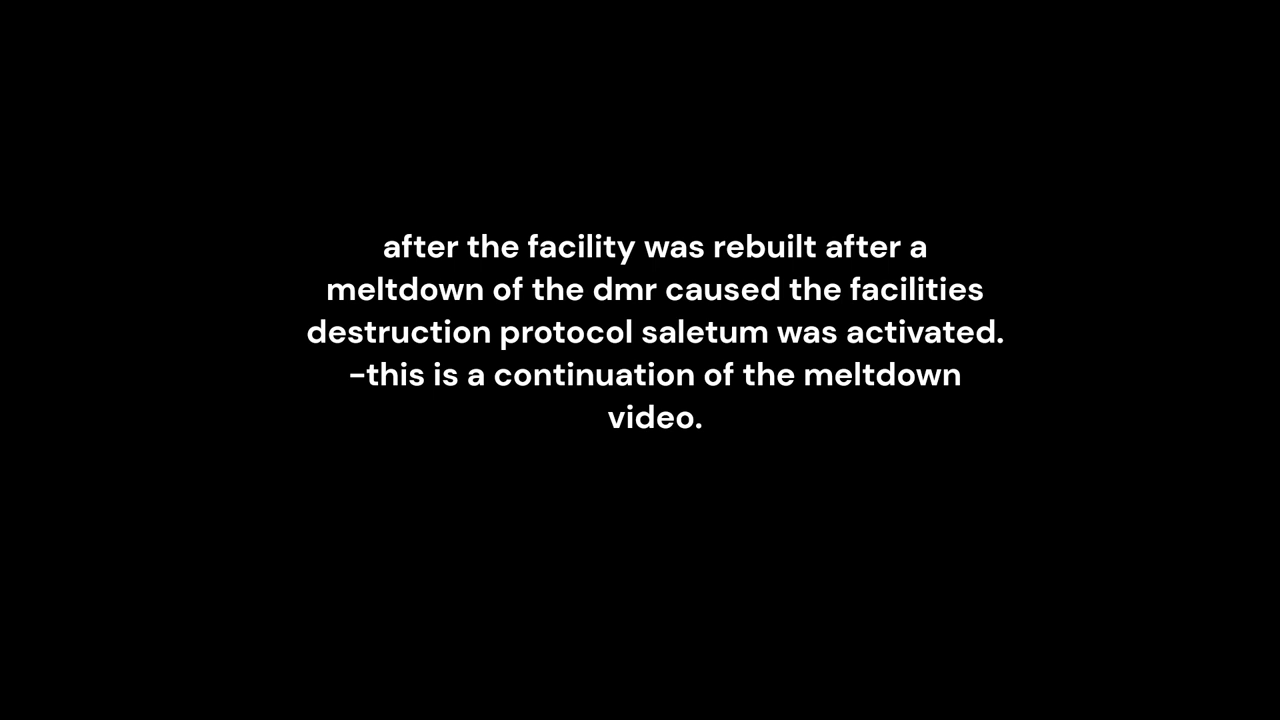 after the facility was rebuilt after a
meltdown of the dmr caused the facilities
destruction protocol saletum was activated.
-this is a continuation of the meltdown
video.